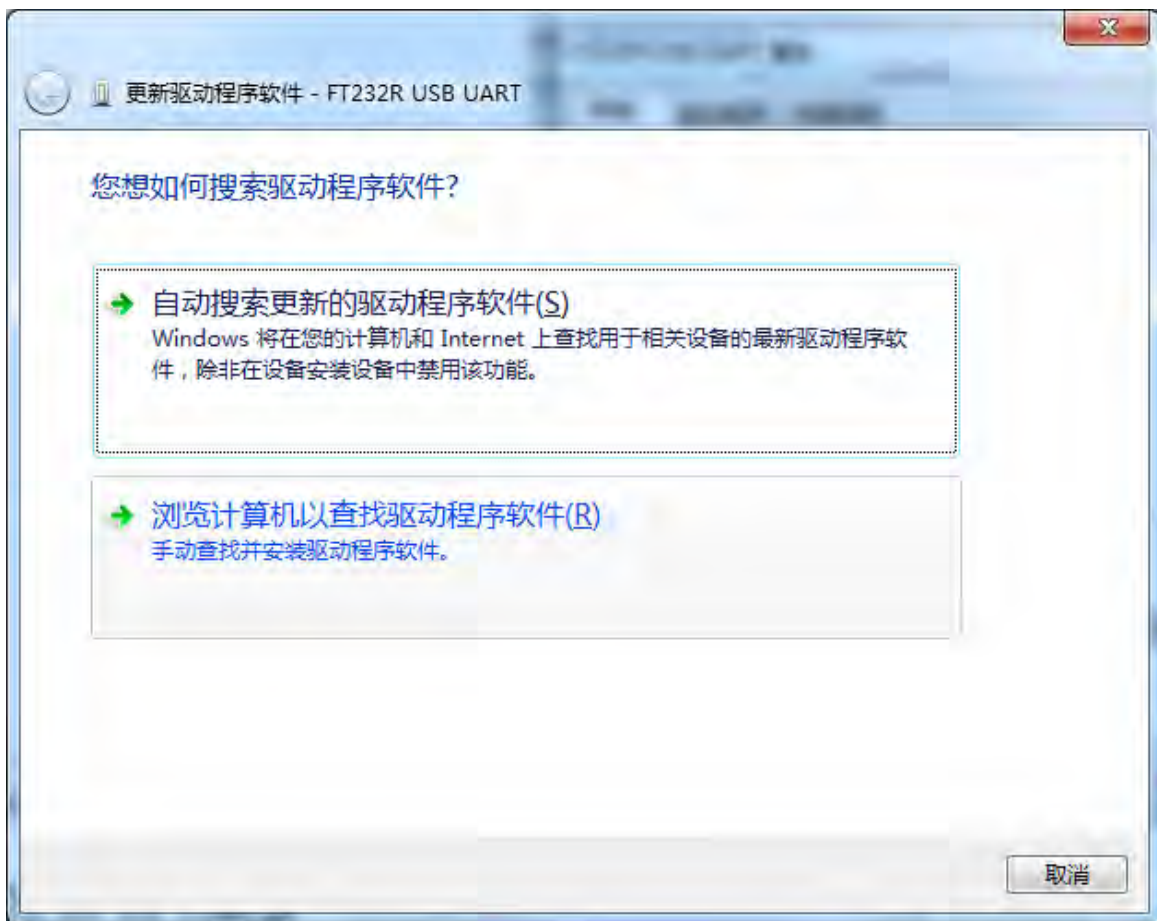 更新驱动程序软件 - FT232R USB UART
您想如何搜索驱动程序软件?
自动搜索更新的驱动程序软件(S)
Windows 将在您的计算机和 Internet 上查找用于相关设备的最新驱动程序软
件，除非在设备安装设备中禁用该功能。
浏览计算机以查找驱动程序软件(R)
手动查找并安装驱动程序软件。
取消